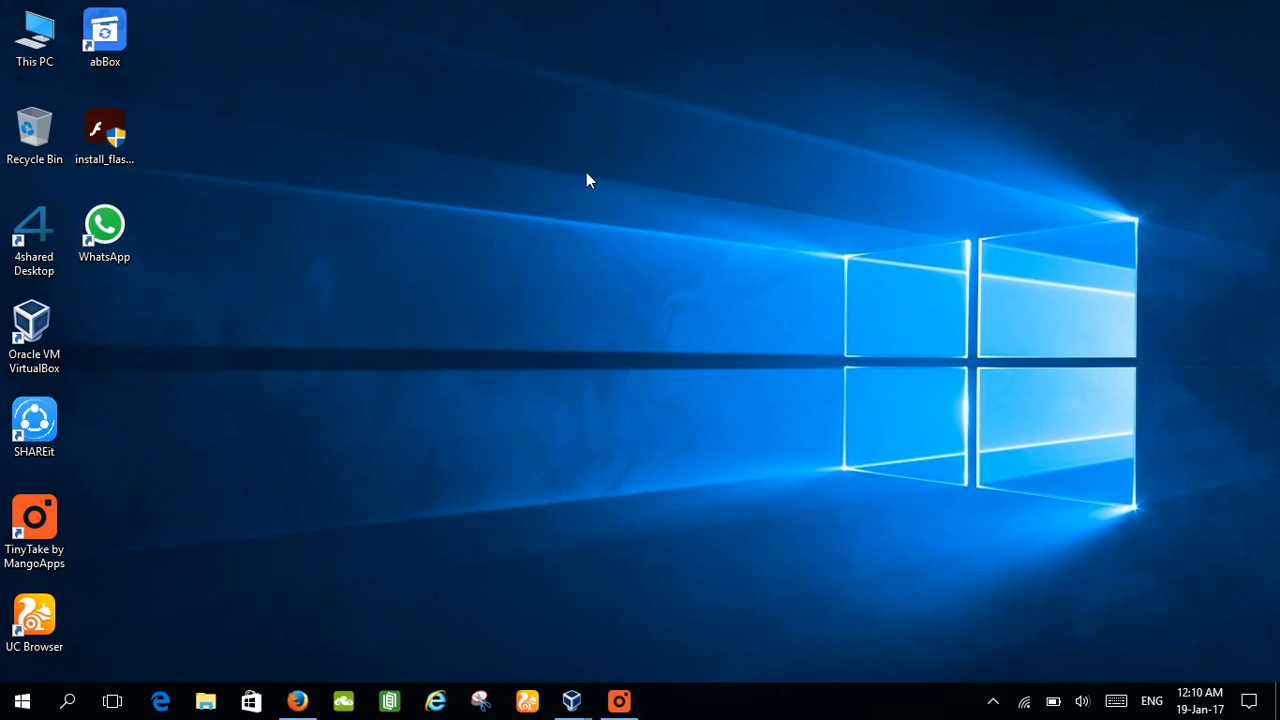 This PC
abBox
Recycle Bin
install_flas...
4shared
Desktop
WhatsApp
Oracle VM
VirtualBox
SHAREit
TinyTake by
MangoApps
UC Browser
ENG
12:10 AM
19-Jan-17